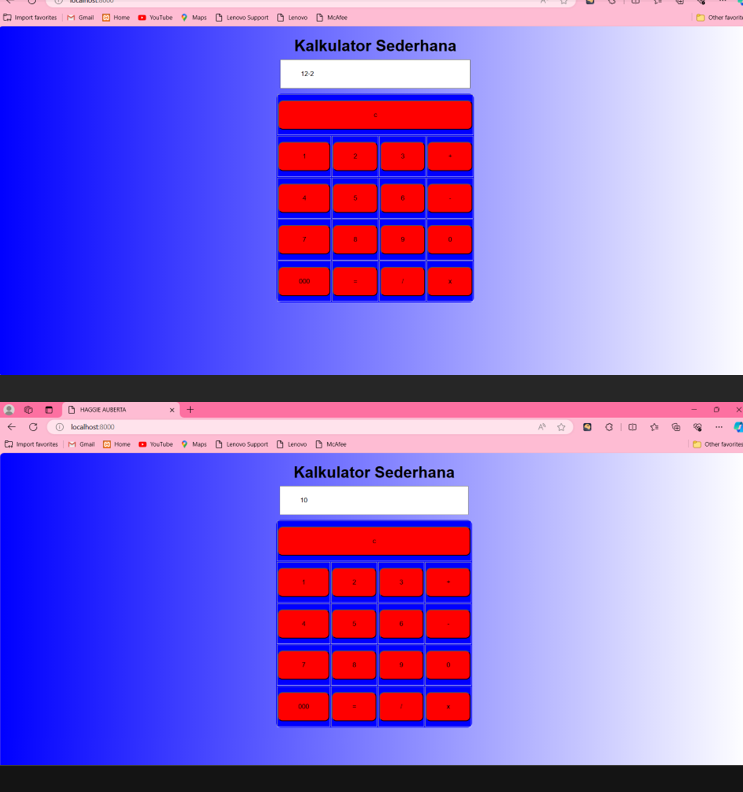 localhost:8000
Import favorites Gmail Home YouTube Maps Lenovo Support Lenovo McAfee Other favorites
Kalkulator Sederhana
12-2
c
1 2 3 +
4 5 6 -
7 8 9 0
000 = / x
HAGGIE AUBERTA
localhost:8000
Import favorites Gmail Home YouTube Maps Lenovo Support Lenovo McAfee Other favorites
Kalkulator Sederhana
10
c
1 2 3 +
4 5 6 -
7 8 9 0
000 = / x